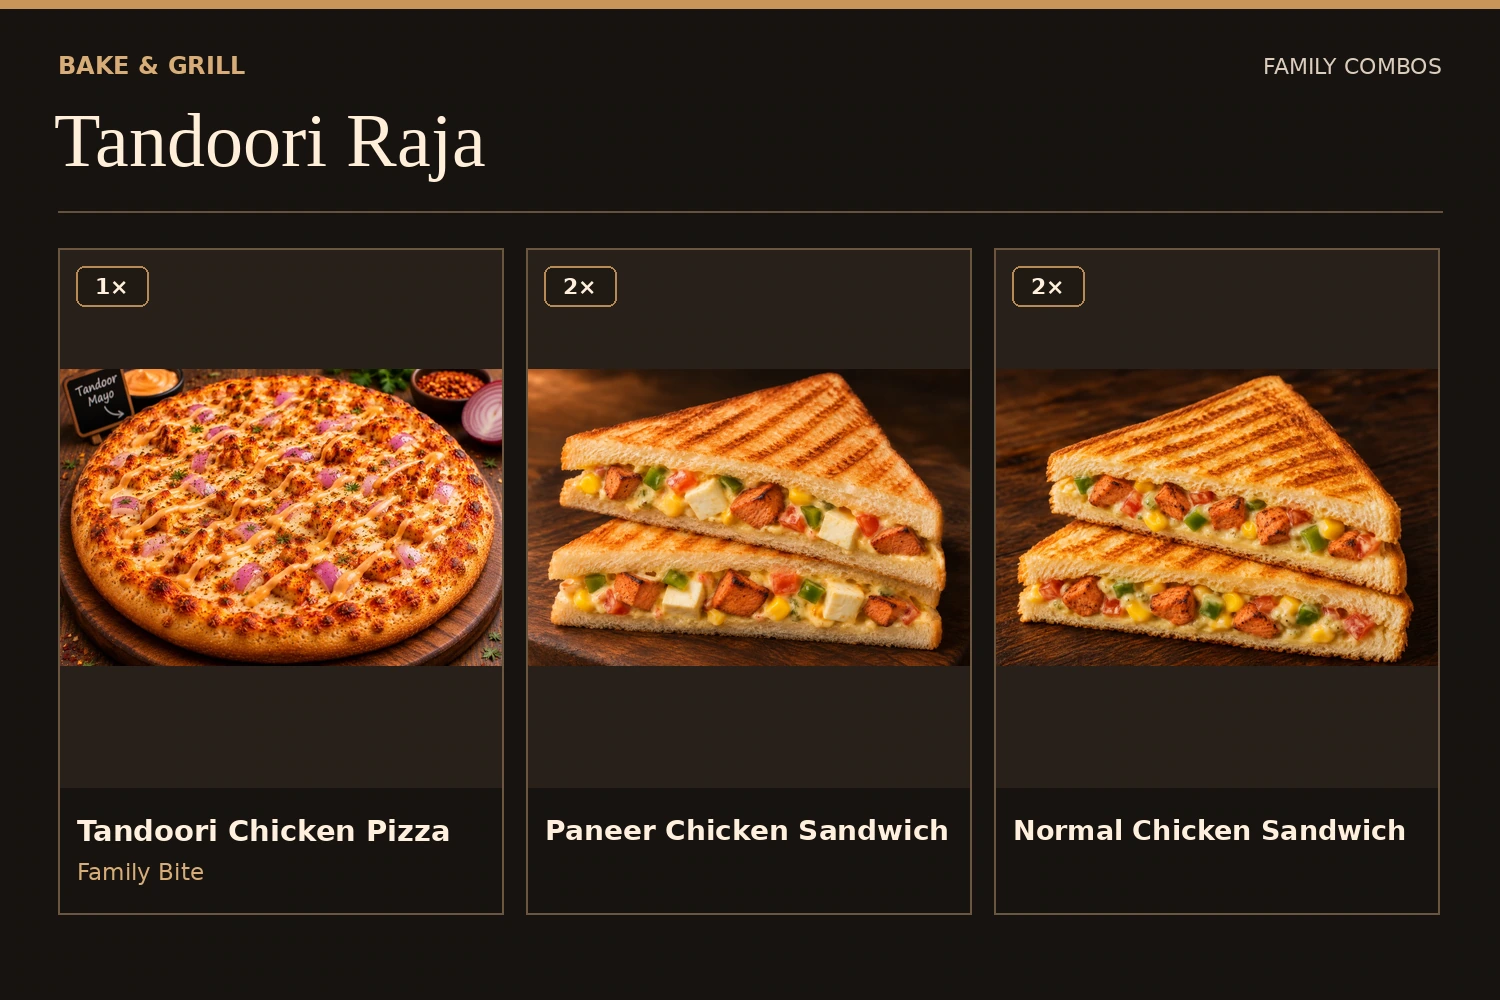 BAKE & GRILL
FAMILY COMBOS
Tandoori Raja
1×
2×
2×
Tandoor
Mayo
Tandoori Chicken Pizza
Family Bite
Paneer Chicken Sandwich
Normal Chicken Sandwich